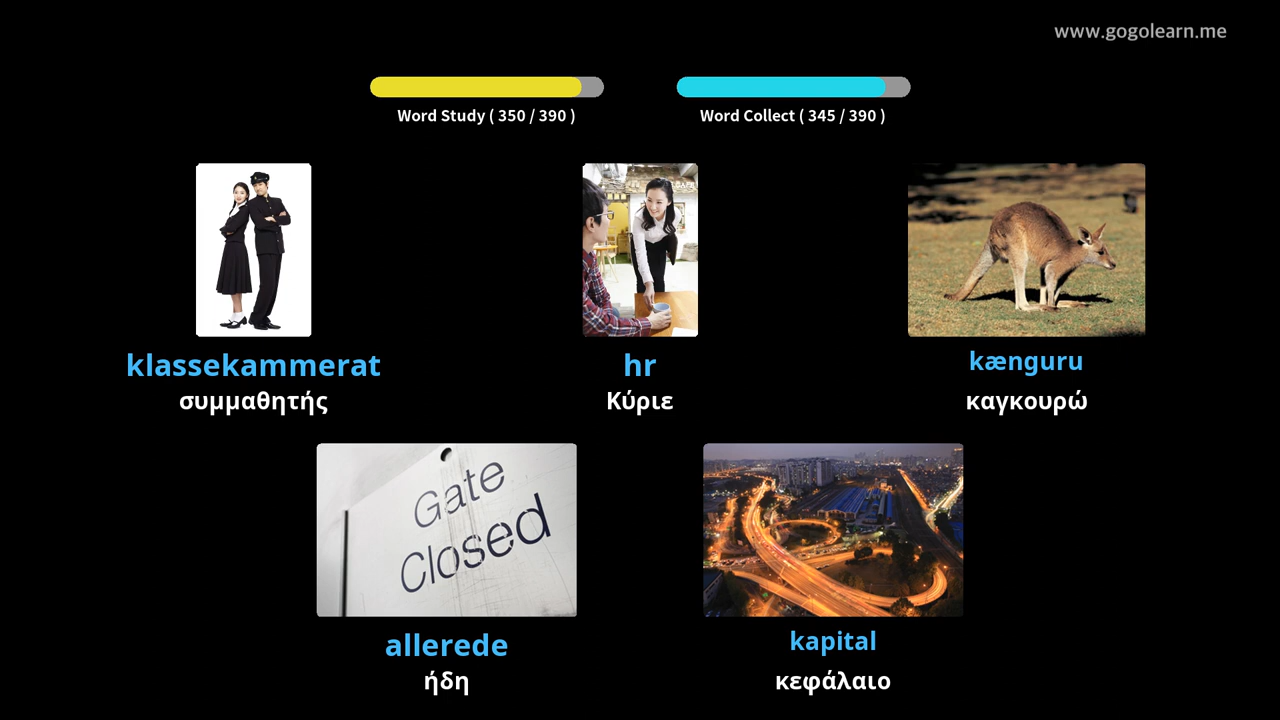 www.gogolearn.me
Word Study ( 350 / 390 )
Word Collect ( 345 / 390 )
klassekammerat
συμμαθητής
hr
Κύριε
kænguru
καγκουρώ
Gate
Closed
allerede
ήδη
kapital
κεφάλαιο